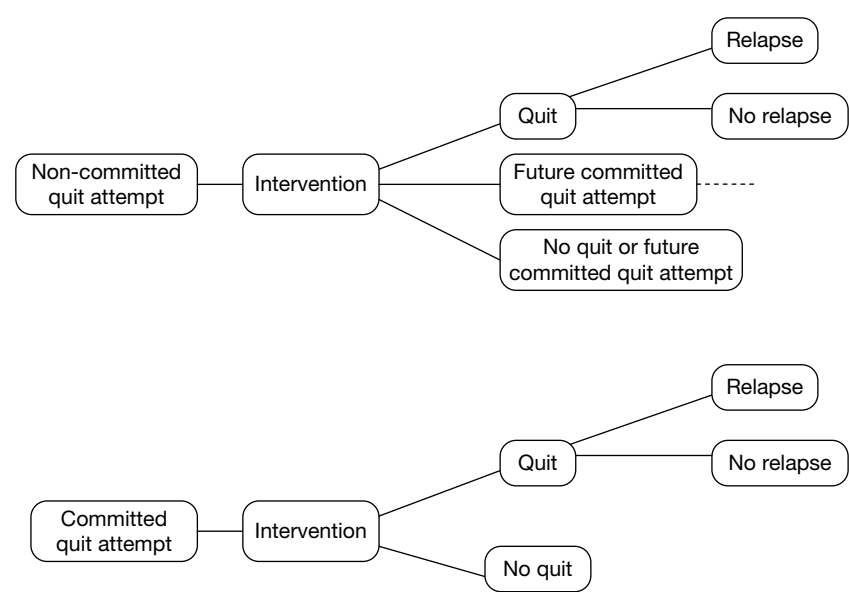 Relapse
Quit
No relapse
Non-committed
quit attempt
Intervention
Future committed
quit attempt
No quit or future
committed quit attempt
Relapse
Quit
No relapse
Committed
quit attempt
Intervention
No quit